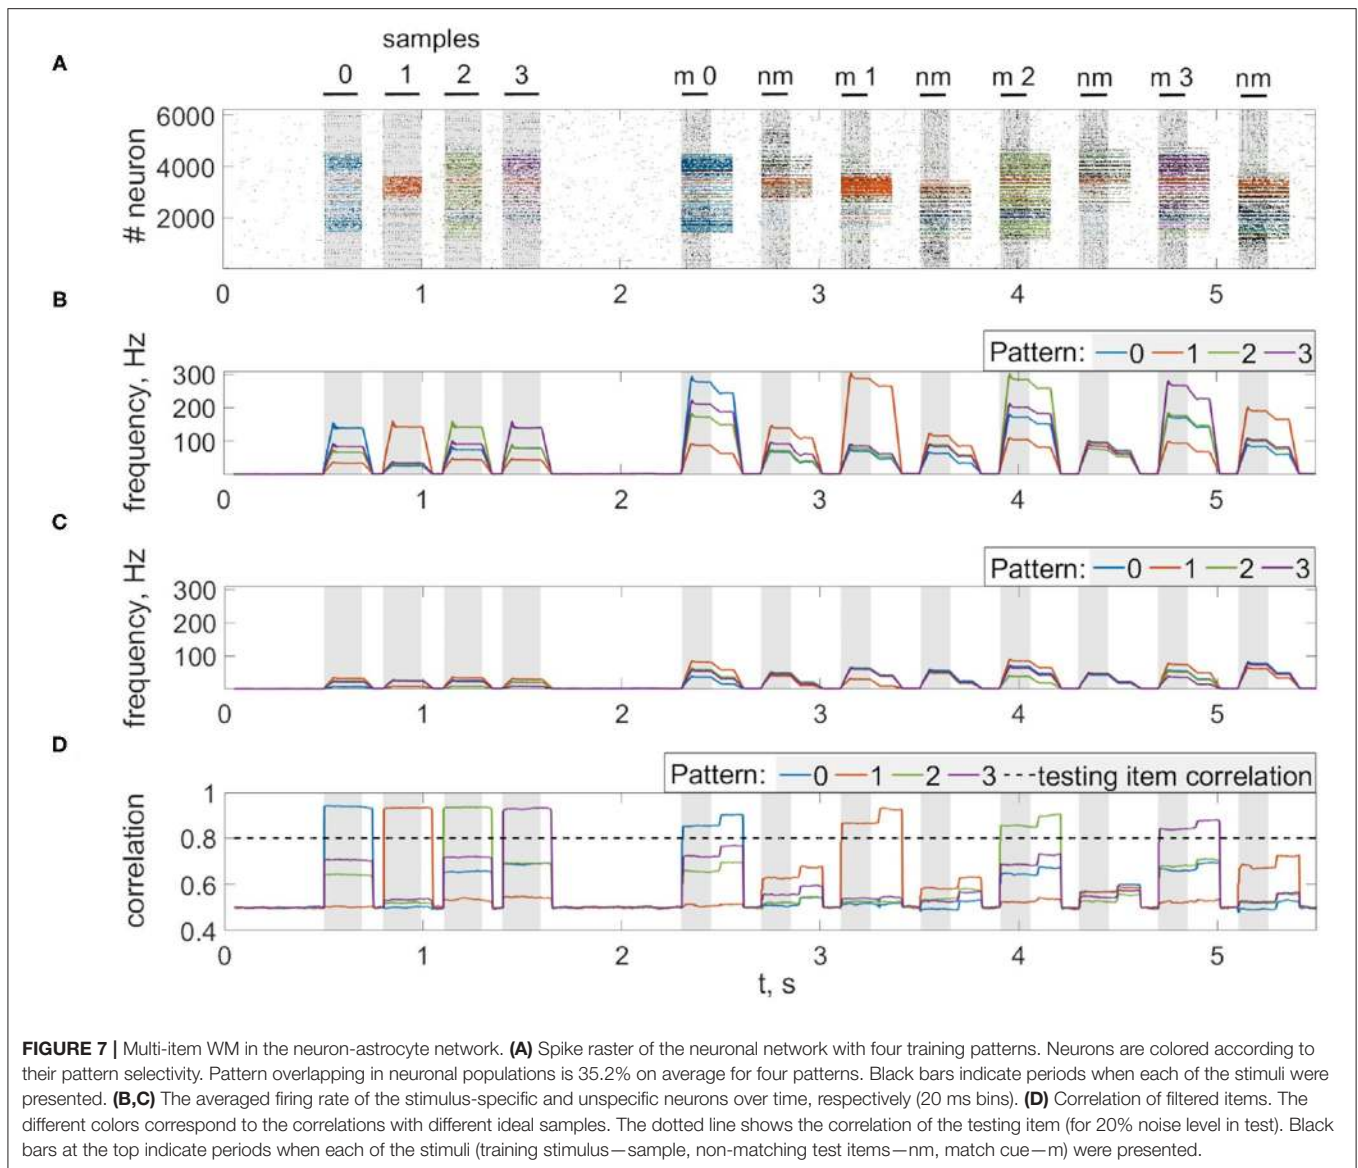 samples
A
0 1 2 3 m 0 nm m 1 nm m 2 nm m 3 nm
6000
4000
2000
# neuron
0 1 2 3 4 5
B
Pattern: 0 1 2 3
300
200
100
frequency, Hz
0 1 2 3 4 5
C
Pattern: 0 1 2 3
300
200
100
frequency, Hz
0 1 2 3 4 5
D
Pattern: 0 1 2 3 testing item correlation
1
0.8
0.6
0.4
correlation
0 1 2 3 4 5
t, s
FIGURE 7 | Multi-item WM in the neuron-astrocyte network. (A) Spike raster of the neuronal network with four training patterns. Neurons are colored according to
their pattern selectivity. Pattern overlapping in neuronal populations is 35.2% on average for four patterns. Black bars indicate periods when each of the stimuli were
presented. (B,C) The averaged firing rate of the stimulus-specific and unspecific neurons over time, respectively (20 ms bins). (D) Correlation of filtered items. The
different colors correspond to the correlations with different ideal samples. The dotted line shows the correlation of the testing item (for 20% noise level in test). Black
bars at the top indicate periods when each of the stimuli (training stimulus—sample, non-matching test items—nm, match cue—m) were presented.